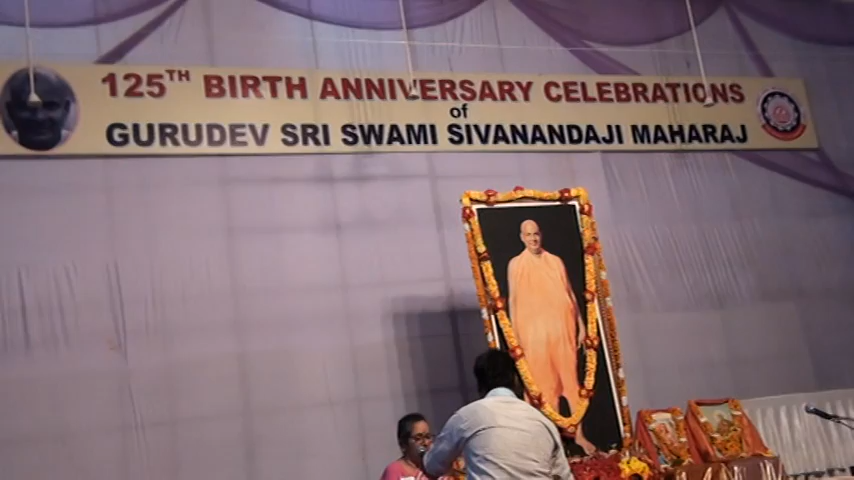 125TH BIRTH ANNIVERSARY CELEBRATIONS
of
GURUDEV SRI SWAMI SIVANANDAJI MAHARAJ